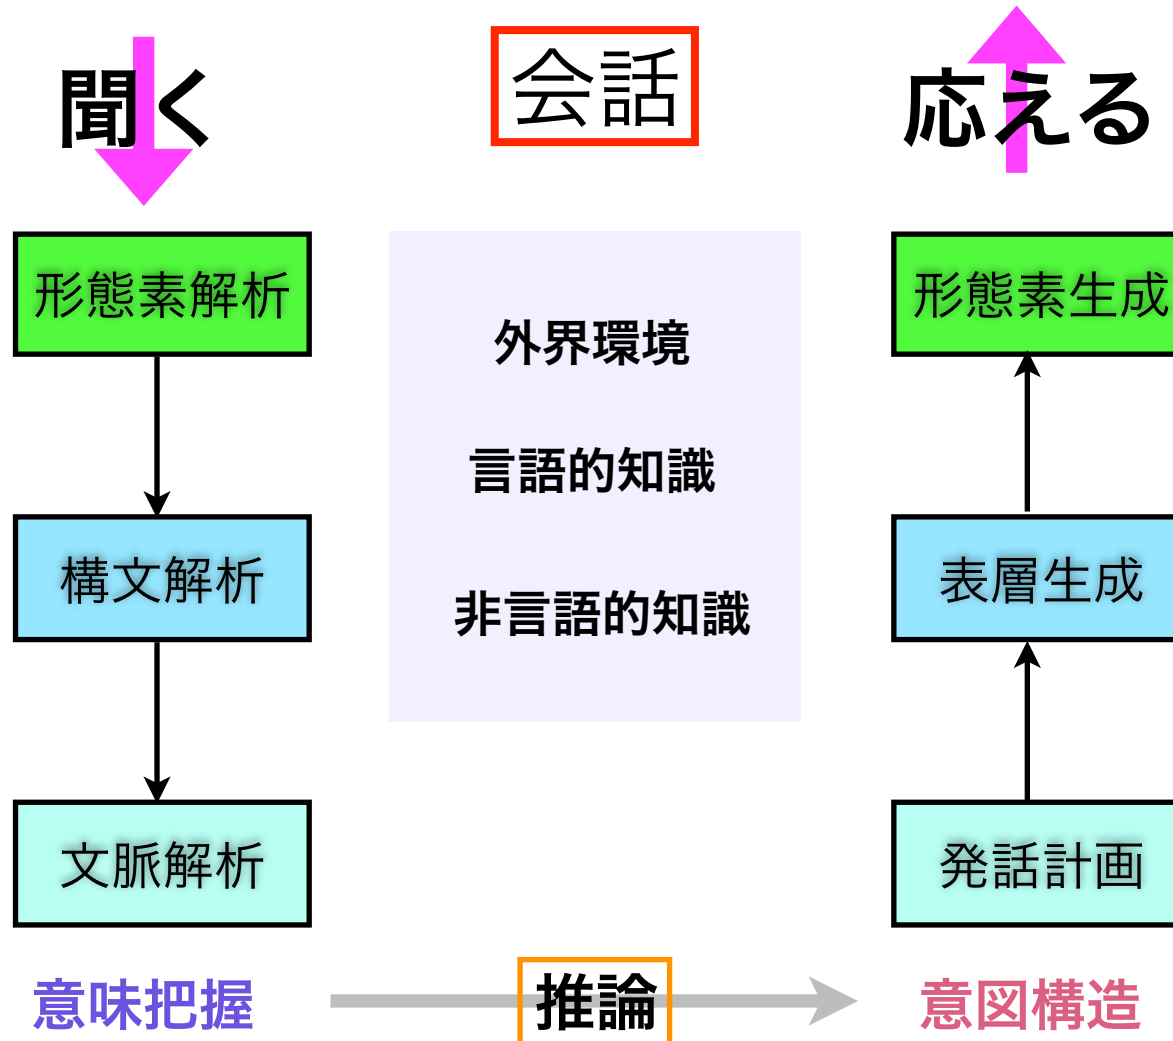 聞く
会話
応える
形態素解析
外界環境
形態素生成
言語的知識
構文解析
非言語的知識
表層生成
文脈解析
発話計画
意味把握
推論
意図構造